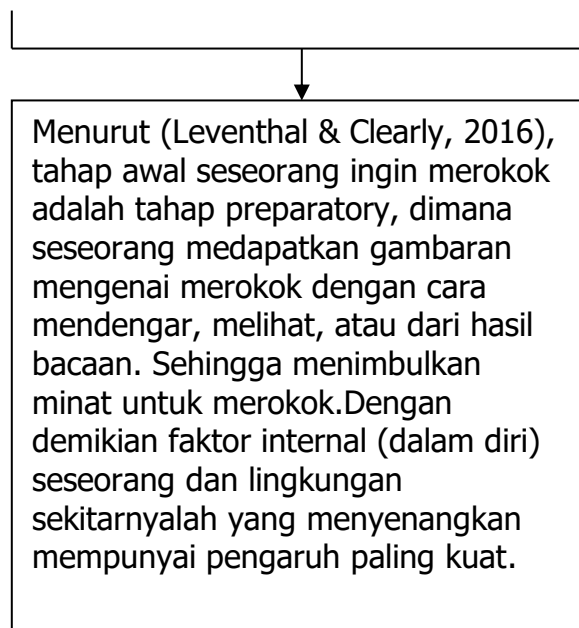 Menurut (Leventhal & Clearly, 2016),
tahap awal seseorang ingin merokok
adalah tahap preparatory, dimana
seseorang medapatkan gambaran
mengenai merokok dengan cara
mendengar, melihat, atau dari hasil
bacaan. Sehingga menimbulkan
minat untuk merokok.Dengan
demikian faktor internal (dalam diri)
seseorang dan lingkungan
sekitarnyalah yang menyenangkan
mempunyai pengaruh paling kuat.